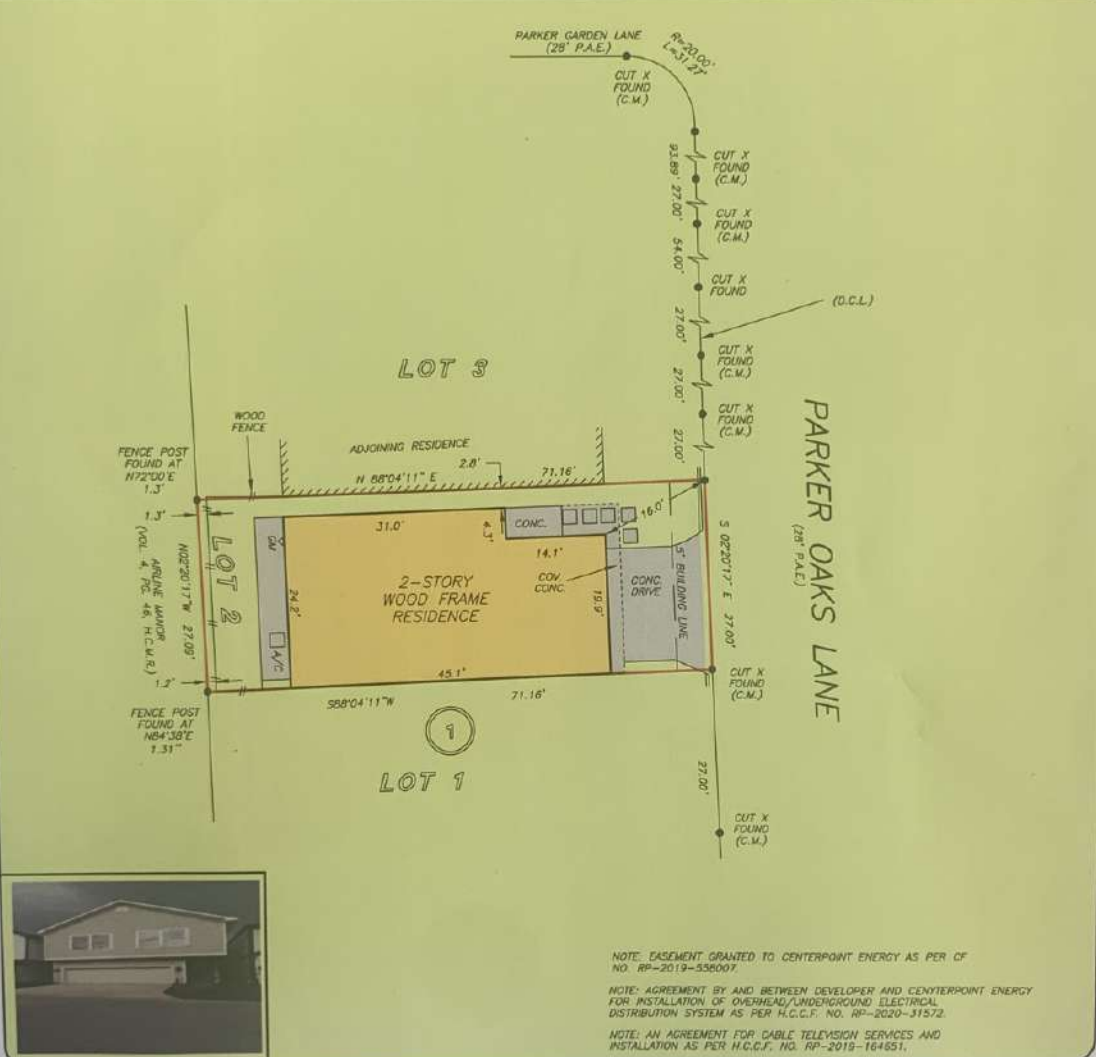 PARKER GARDEN LANE
(28' P.A.E.)
R=20.00'
L=31.27'
CUT X
FOUND
(C.M.)
93.89'
CUT X
FOUND
(C.M.)
27.00'
CUT X
FOUND
(C.M.)
54.00'
CUT X
FOUND
(D.C.L.)
27.00'
CUT X
FOUND
(C.M.)
27.00'
CUT X
FOUND
(C.M.)
27.00'
LOT 3
WOOD
FENCE
ADJOINING RESIDENCE
2.8'
N 88°04'11" E
71.16'
FENCE POST
FOUND AT
N72°00'E
1.3'
1.3'
N02°20'17"W 27.09'
AIRLINE MANOR
(VOL. 4, PG. 46, H.C.M.R.)
1.2'
FENCE POST
FOUND AT
N84°38'E
1.31"
LOT 2
GM
A/C
24.2'
31.0'
4.3'
CONC.
16.0'
14.1'
COV.
CONC.
2-STORY
WOOD FRAME
RESIDENCE
19.9'
CONC.
DRIVE
5' BUILDING LINE
45.1'
S88°04'11"W
71.16'
S 02°20'17" E 27.00'
PARKER OAKS LANE
(28' P.A.E.)
CUT X
FOUND
(C.M.)
1
LOT 1
27.00'
CUT X
FOUND
(C.M.)
NOTE: EASEMENT GRANTED TO CENTERPOINT ENERGY AS PER CF
NO. RP-2019-558007.
NOTE: AGREEMENT BY AND BETWEEN DEVELOPER AND CENYTERPOINT ENERGY
FOR INSTALLATION OF OVERHEAD/UNDERGROUND ELECTRICAL
DISTRIBUTION SYSTEM AS PER H.C.C.F. NO. RP-2020-31572.
NOTE: AN AGREEMENT FOR CABLE TELEVISION SERVICES AND
INSTALLATION AS PER H.C.C.F. NO. RP-2019-164651.